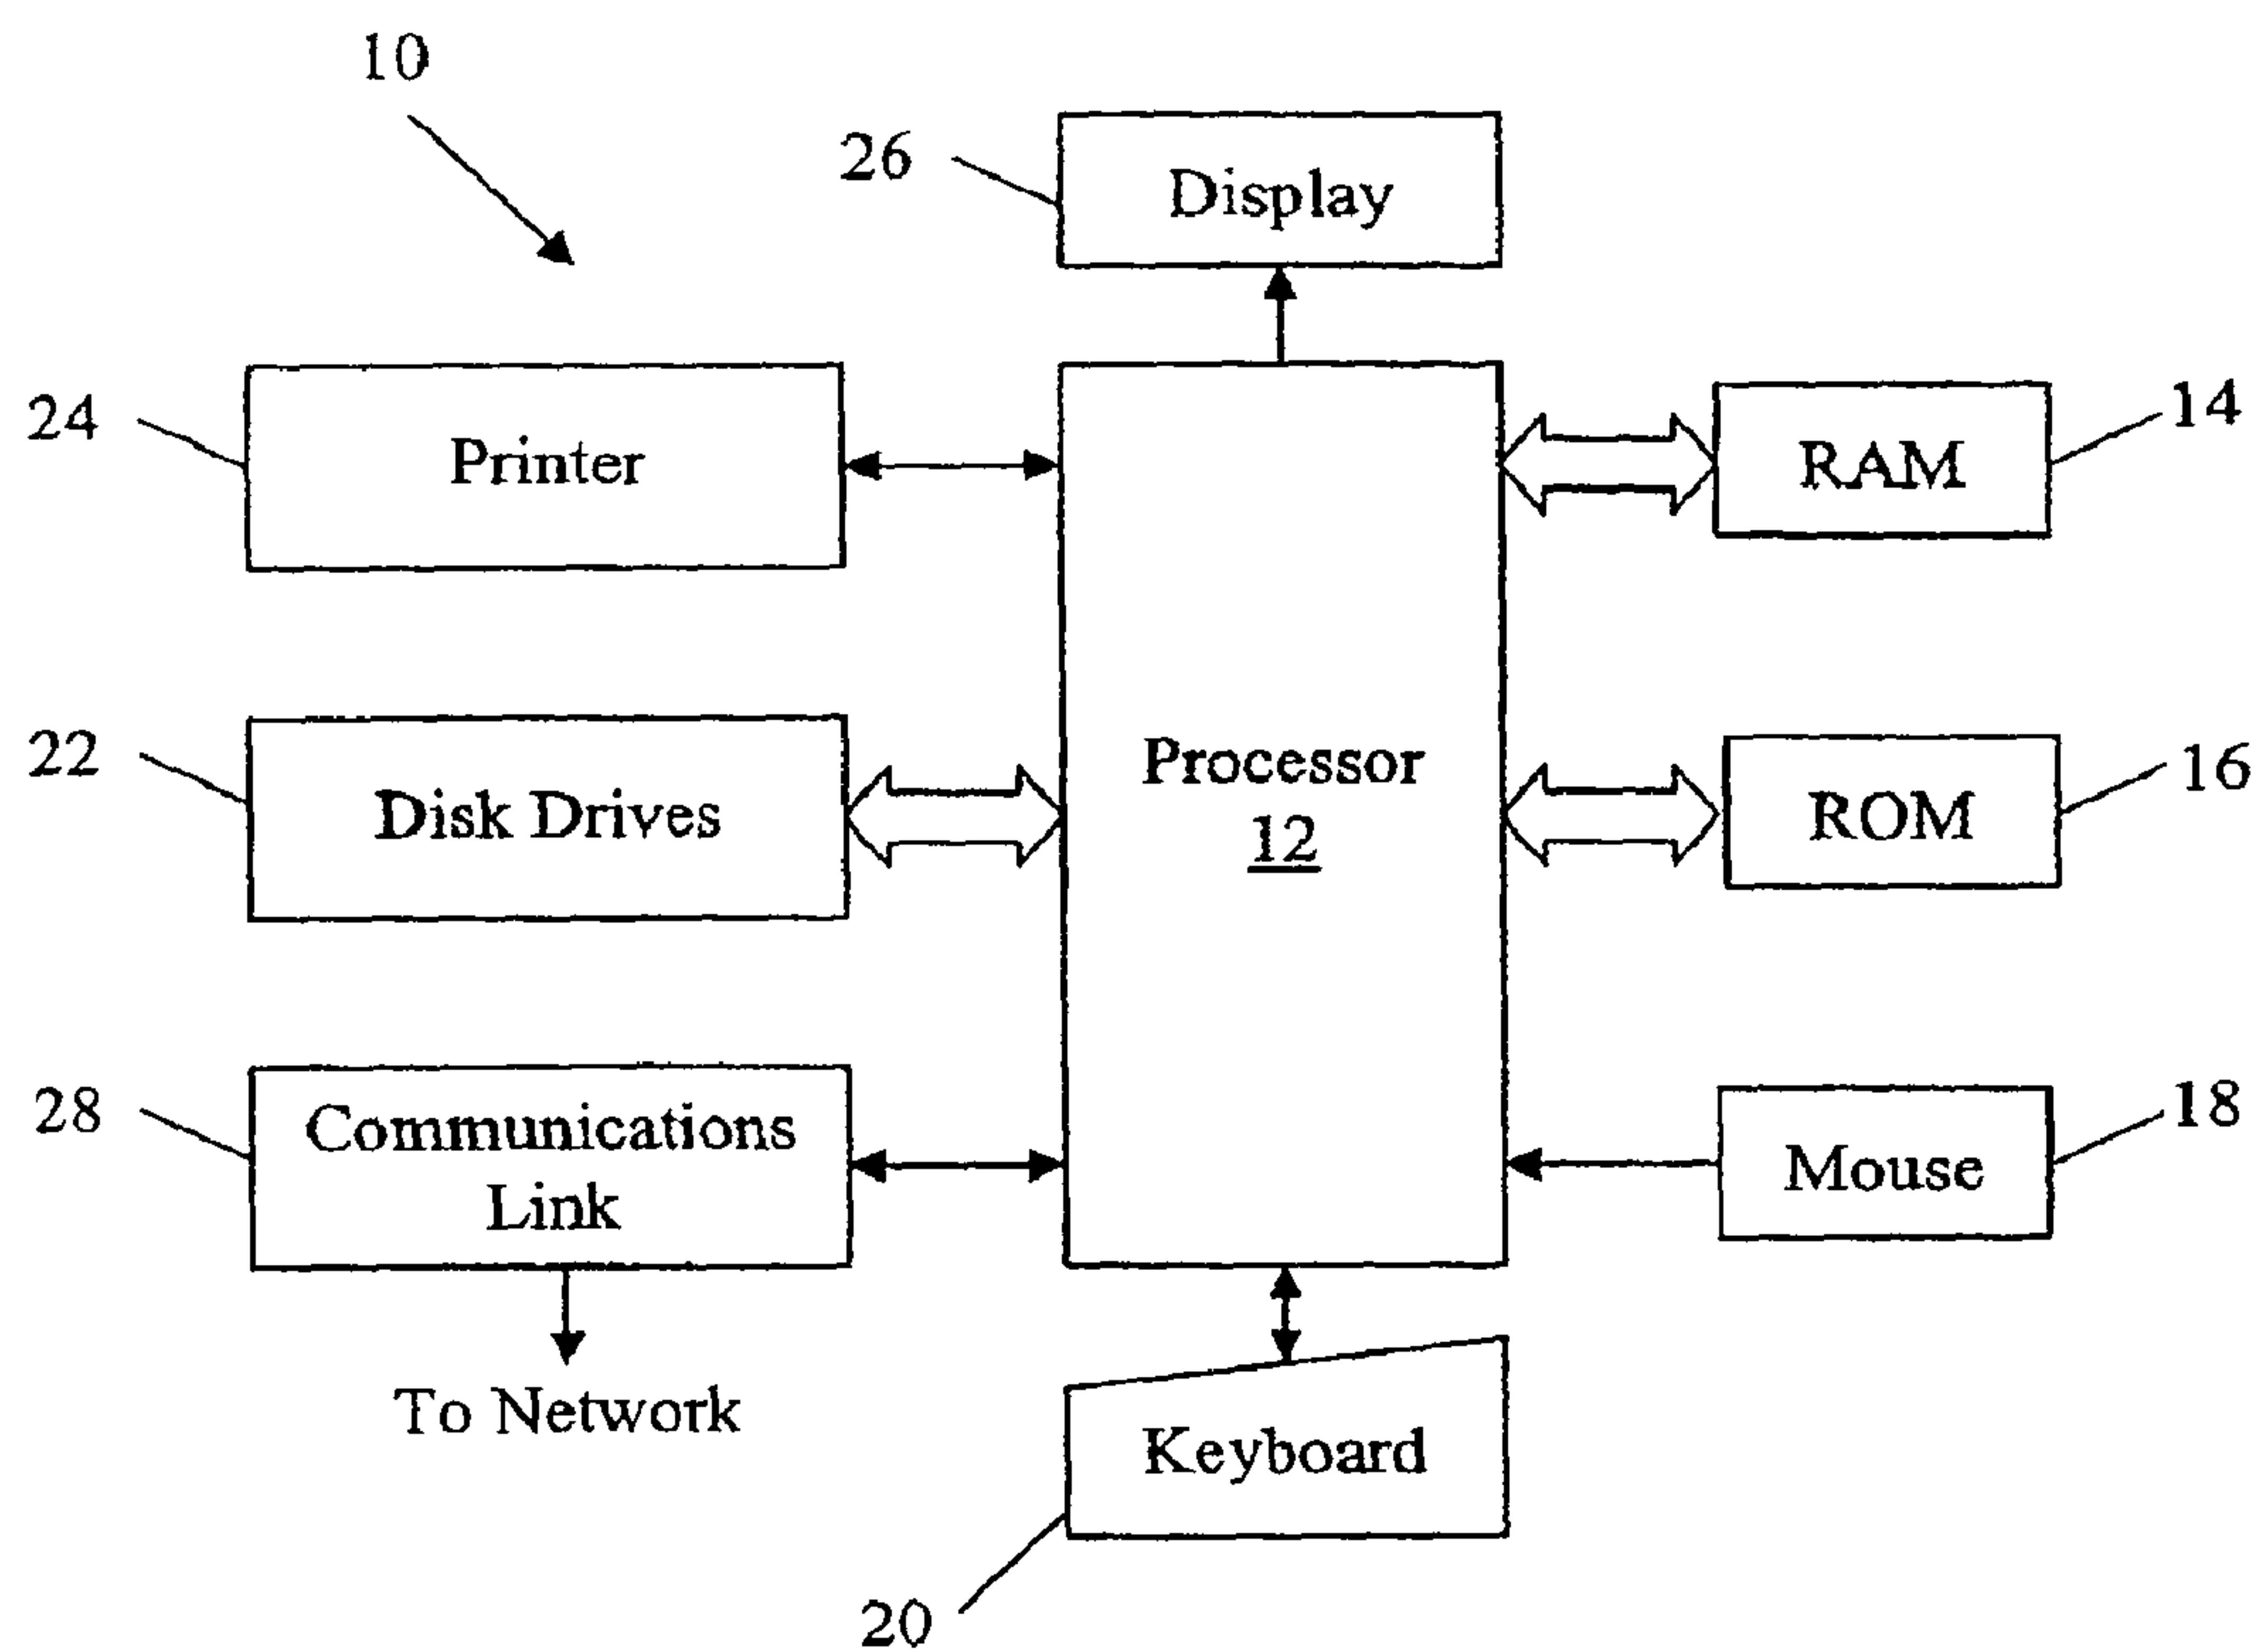 10
26
Display
24
Printer
RAM
14
22
Disk Drives
Processor
12
ROM
16
28
Communications
Link
Mouse
18
To Network
Keyboard
20